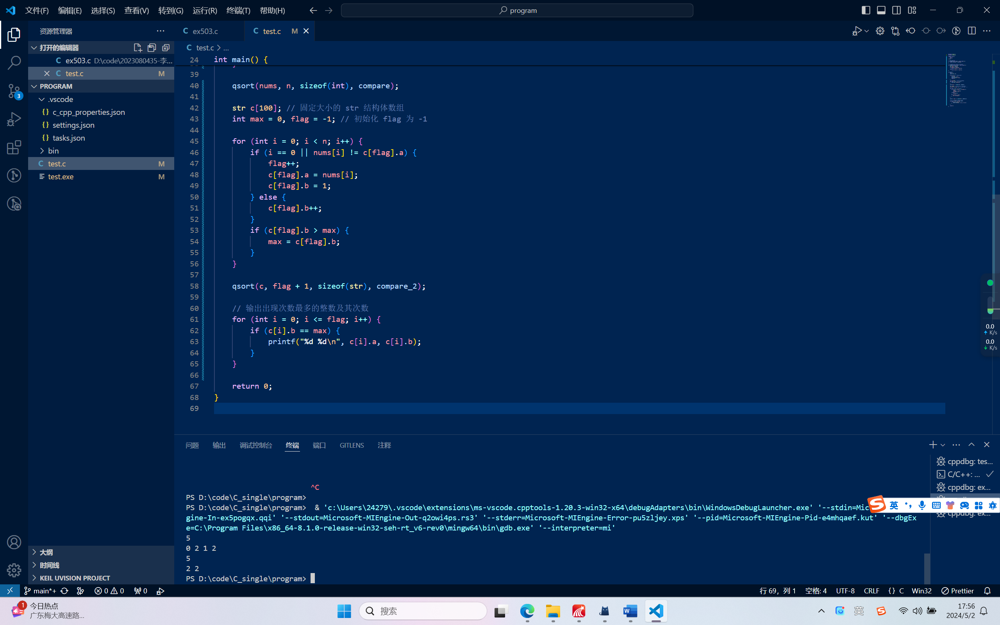 文件(F) 编辑(E) 选择(S) 查看(V) 转到(G) 运行(R) 终端(T) 帮助(H) program
资源管理器
ex503.c
test.c M
打开的编辑器
C ex503.c D:\code\2023080435-李...
C test.c M
PROGRAM
.vscode
{} c_cpp_properties.json
{} settings.json
{} tasks.json
bin
C test.c M
test.exe M
3
大纲
时间线
KEIL UVISION PROJECT
C test.c > ...
24 int main() {
39
40 qsort(nums, n, sizeof(int), compare);
41
42 str c[100]; // 固定大小的 str 结构体数组
43 int max = 0, flag = -1; // 初始化 flag 为 -1
44
45 for (int i = 0; i < n; i++) {
46 if (i == 0 || nums[i] != c[flag].a) {
47 flag++;
48 c[flag].a = nums[i];
49 c[flag].b = 1;
50 } else {
51 c[flag].b++;
52 }
53 if (c[flag].b > max) {
54 max = c[flag].b;
55 }
56 }
57
58 qsort(c, flag + 1, sizeof(str), compare_2);
59
60 // 输出出现次数最多的整数及其次数
61 for (int i = 0; i <= flag; i++) {
62 if (c[i].b == max) {
63 printf("%d %d\n", c[i].a, c[i].b);
64 }
65 }
66
67 return 0;
68 }
69
0.0
K/s
0.0
K/s
问题 输出 调试控制台 终端 端口 GITLENS 注释
^C
PS D:\code\C_single\program>
PS D:\code\C_single\program> & 'c:\Users\24279\.vscode\extensions\ms-vscode.cpptools-1.20.3-win32-x64\debugAdapters\bin\WindowsDebugLauncher.exe' '--stdin=Mic
gine-In-ex5pogqx.qqi' '--stdout=Microsoft-MIEngine-Out-q2owi4ps.rs3' '--stderr=Microsoft-MIEngine-Error-pu5zljey.xps' '--pid=Microsoft-MIEngine-Pid-e4mhqaef.kut' '--dbgEx
e=C:\Program Files\x86_64-8.1.0-release-win32-seh-rt_v6-rev0\mingw64\bin\gdb.exe' '--interpreter=mi'
5
0 2 1 2
5
2 2
PS D:\code\C_single\program>
cppdbg: tes...
C/C++: ...
cppdbg: ex...
英
cppdbg: ex...
main*+ 0 0 0 行 69，列 1 空格: 4 UTF-8 CRLF {} C Win32 Prettier
1 今日热点
广东梅大高速路...
搜索
英
17:56
2024/5/2